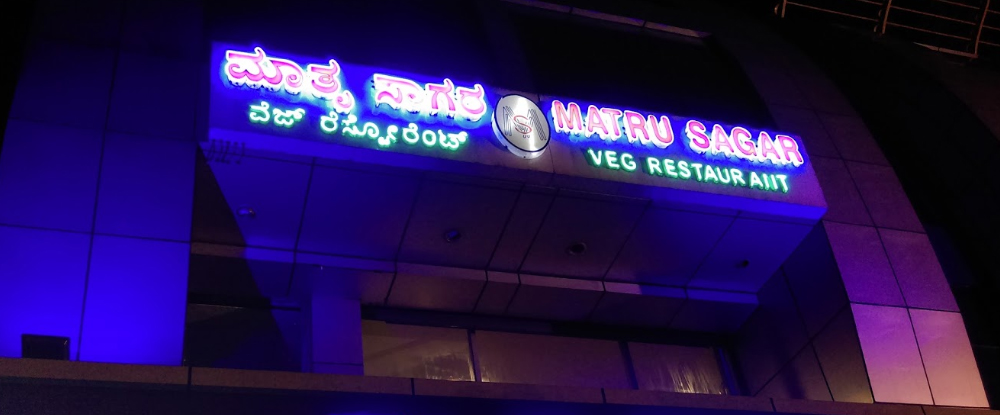 ಮಾತೃ ಸಾಗರ
ವೆಜ್ ರೆಸ್ಟೋರೆಂಟ್
MATRU SAGAR
VEG RESTAURANT